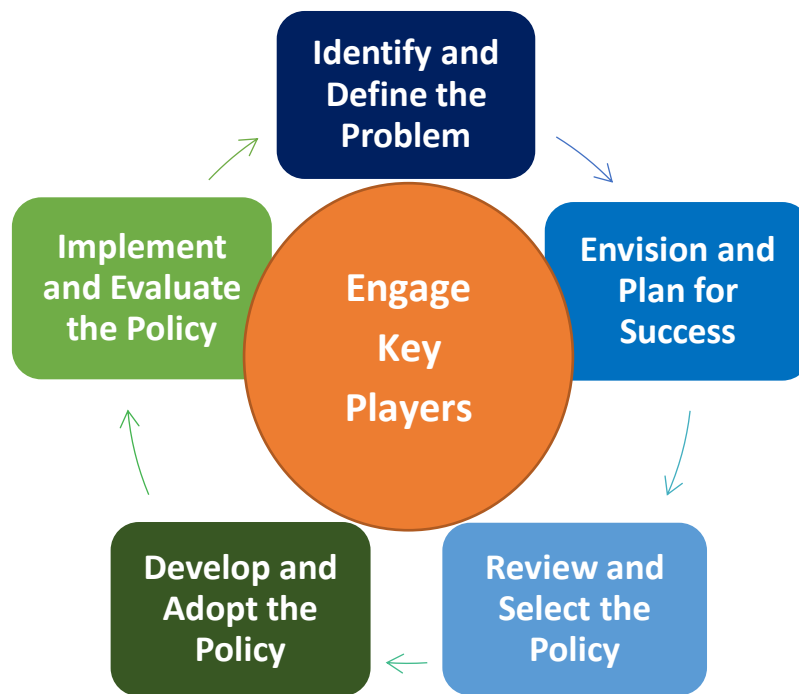 Identify and
Define the
Problem
Envision and
Plan for
Success
Review and
Select the
Policy
Develop and
Adopt the
Policy
Implement
and Evaluate
the Policy
Engage
Key
Players